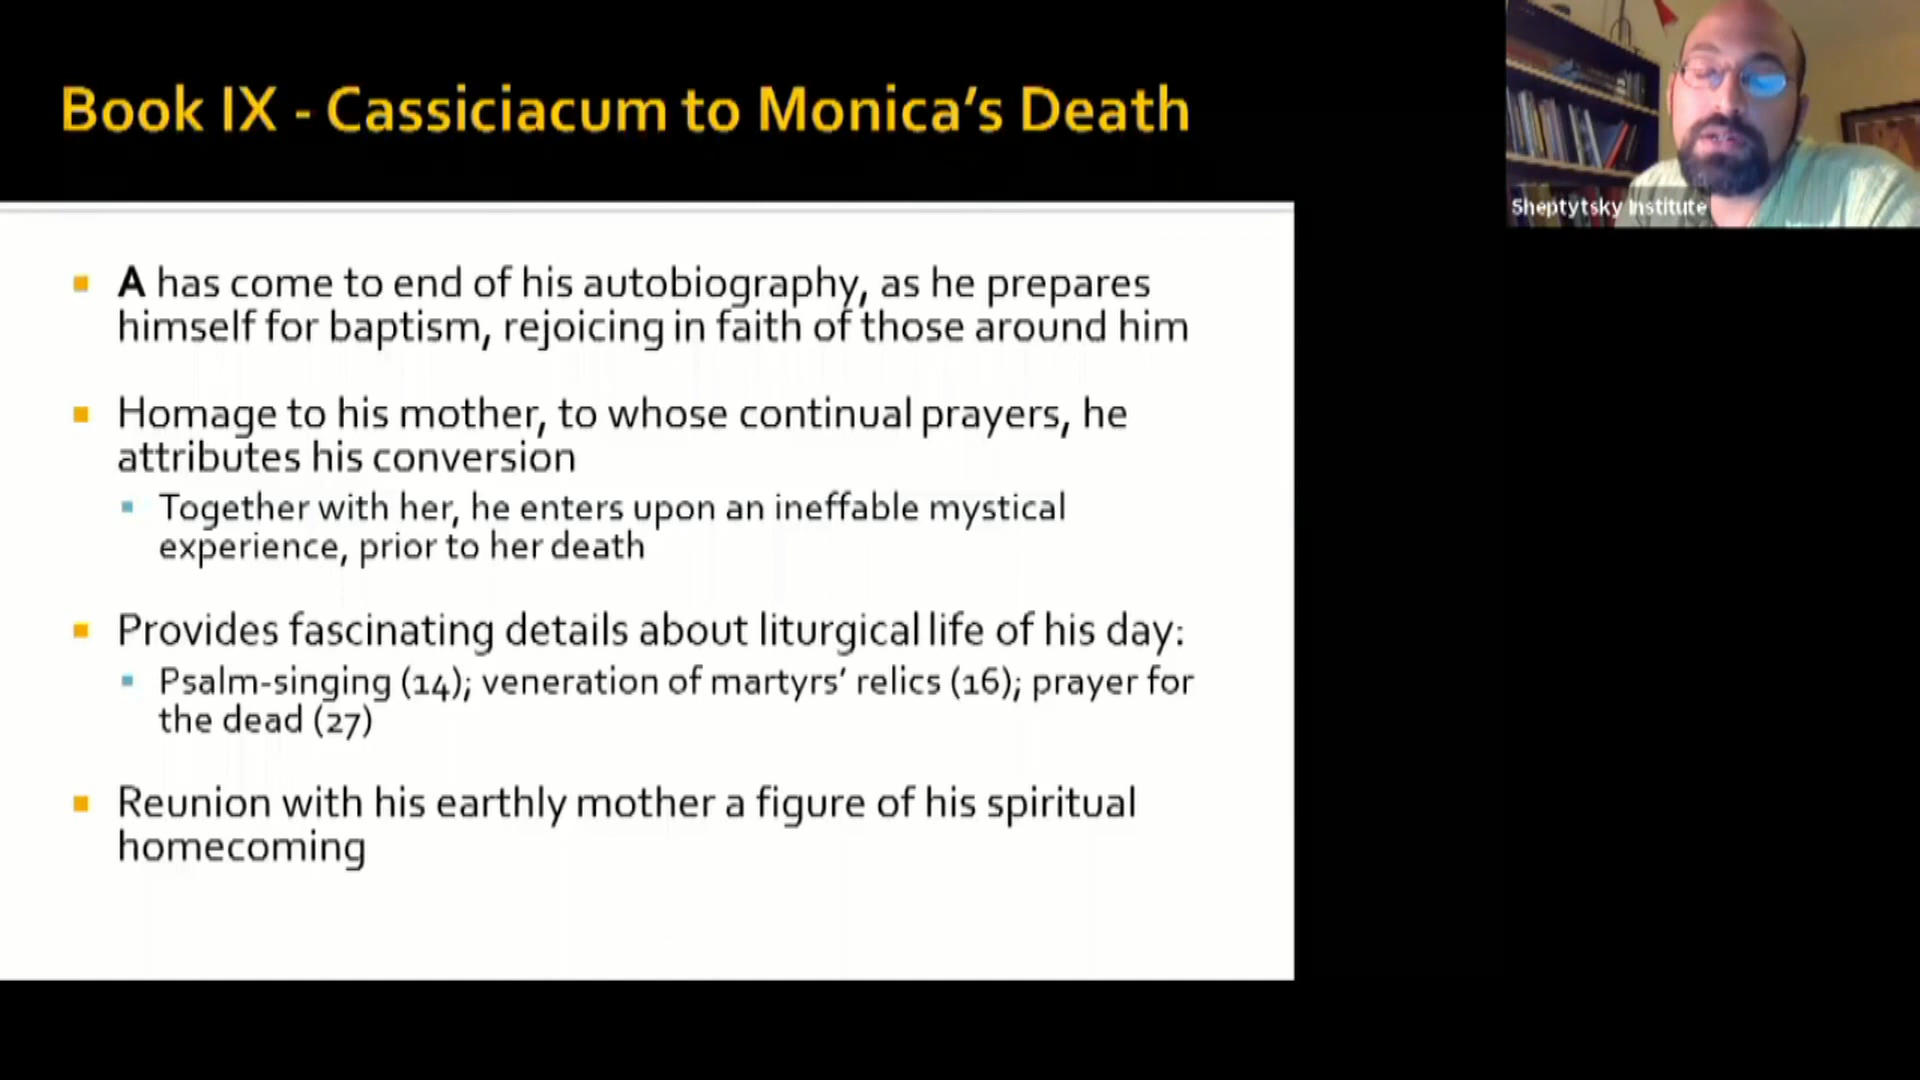 Book IX - Cassiciacum to Monica's Death
Sheptytsky Institute
A has come to end of his autobiography, as he prepares
himself for baptism, rejoicing in faith of those around him
Homage to his mother, to whose continual prayers, he
attributes his conversion
Together with her, he enters upon an ineffable mystical
experience, prior to her death
Provides fascinating details about liturgical life of his day:
Psalm-singing (14); veneration of martyrs' relics (16); prayer for
the dead (27)
Reunion with his earthly mother a figure of his spiritual
homecoming